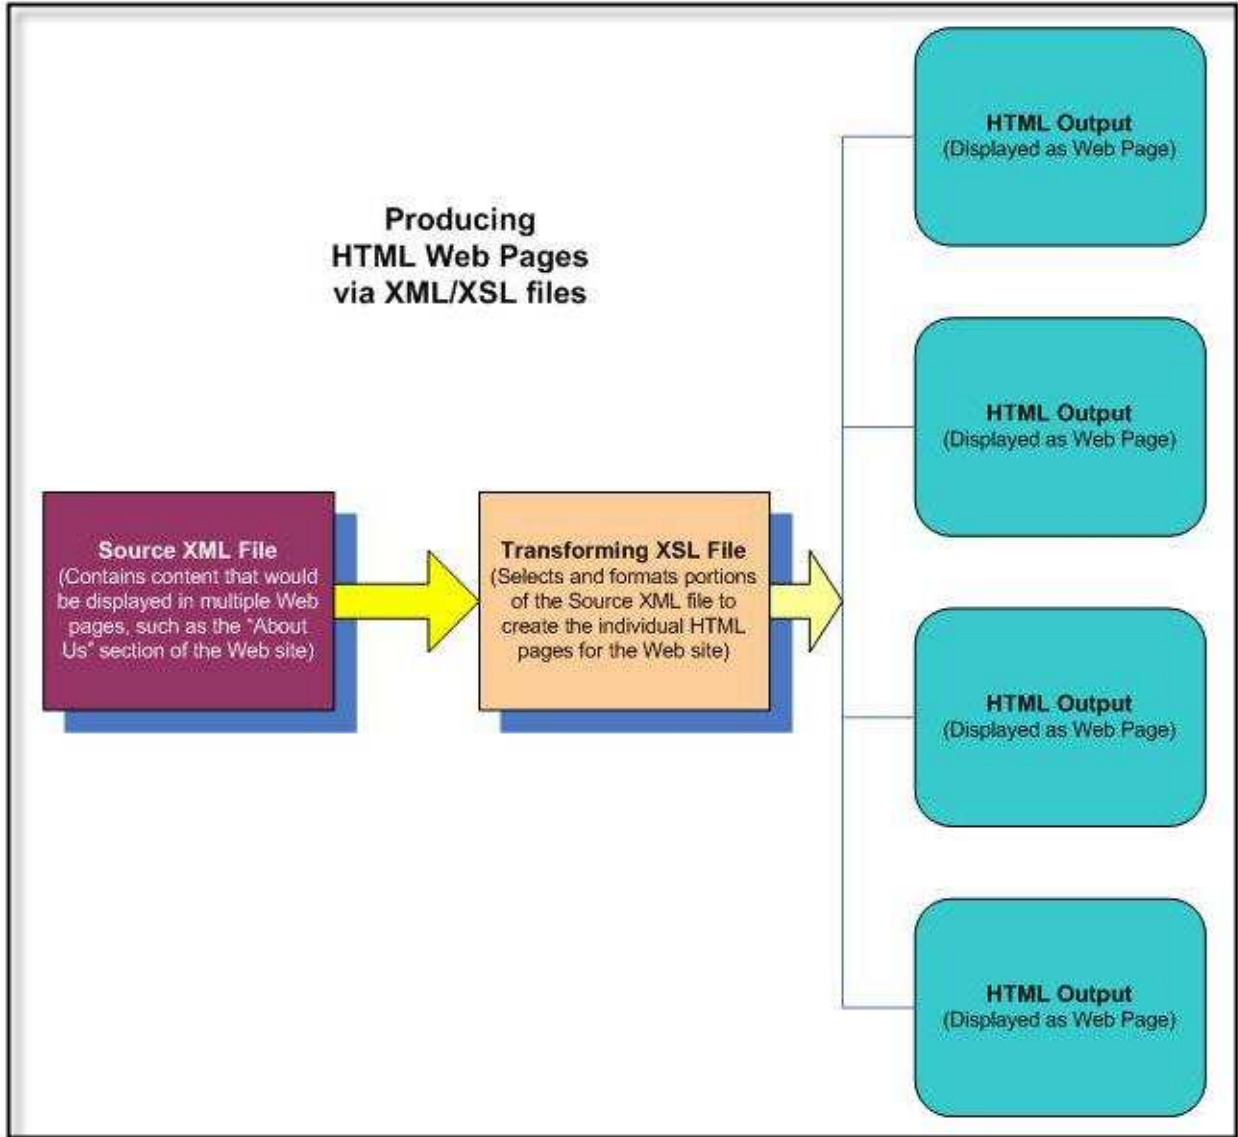 Producing
HTML Web Pages
via XML/XSL files
Source XML File
(Contains content that would
be displayed in multiple Web
pages, such as the "About
Us" section of the Web site)
Transforming XSL File
(Selects and formats portions
of the Source XML file to
create the individual HTML
pages for the Web site)
HTML Output
(Displayed as Web Page)
HTML Output
(Displayed as Web Page)
HTML Output
(Displayed as Web Page)
HTML Output
(Displayed as Web Page)